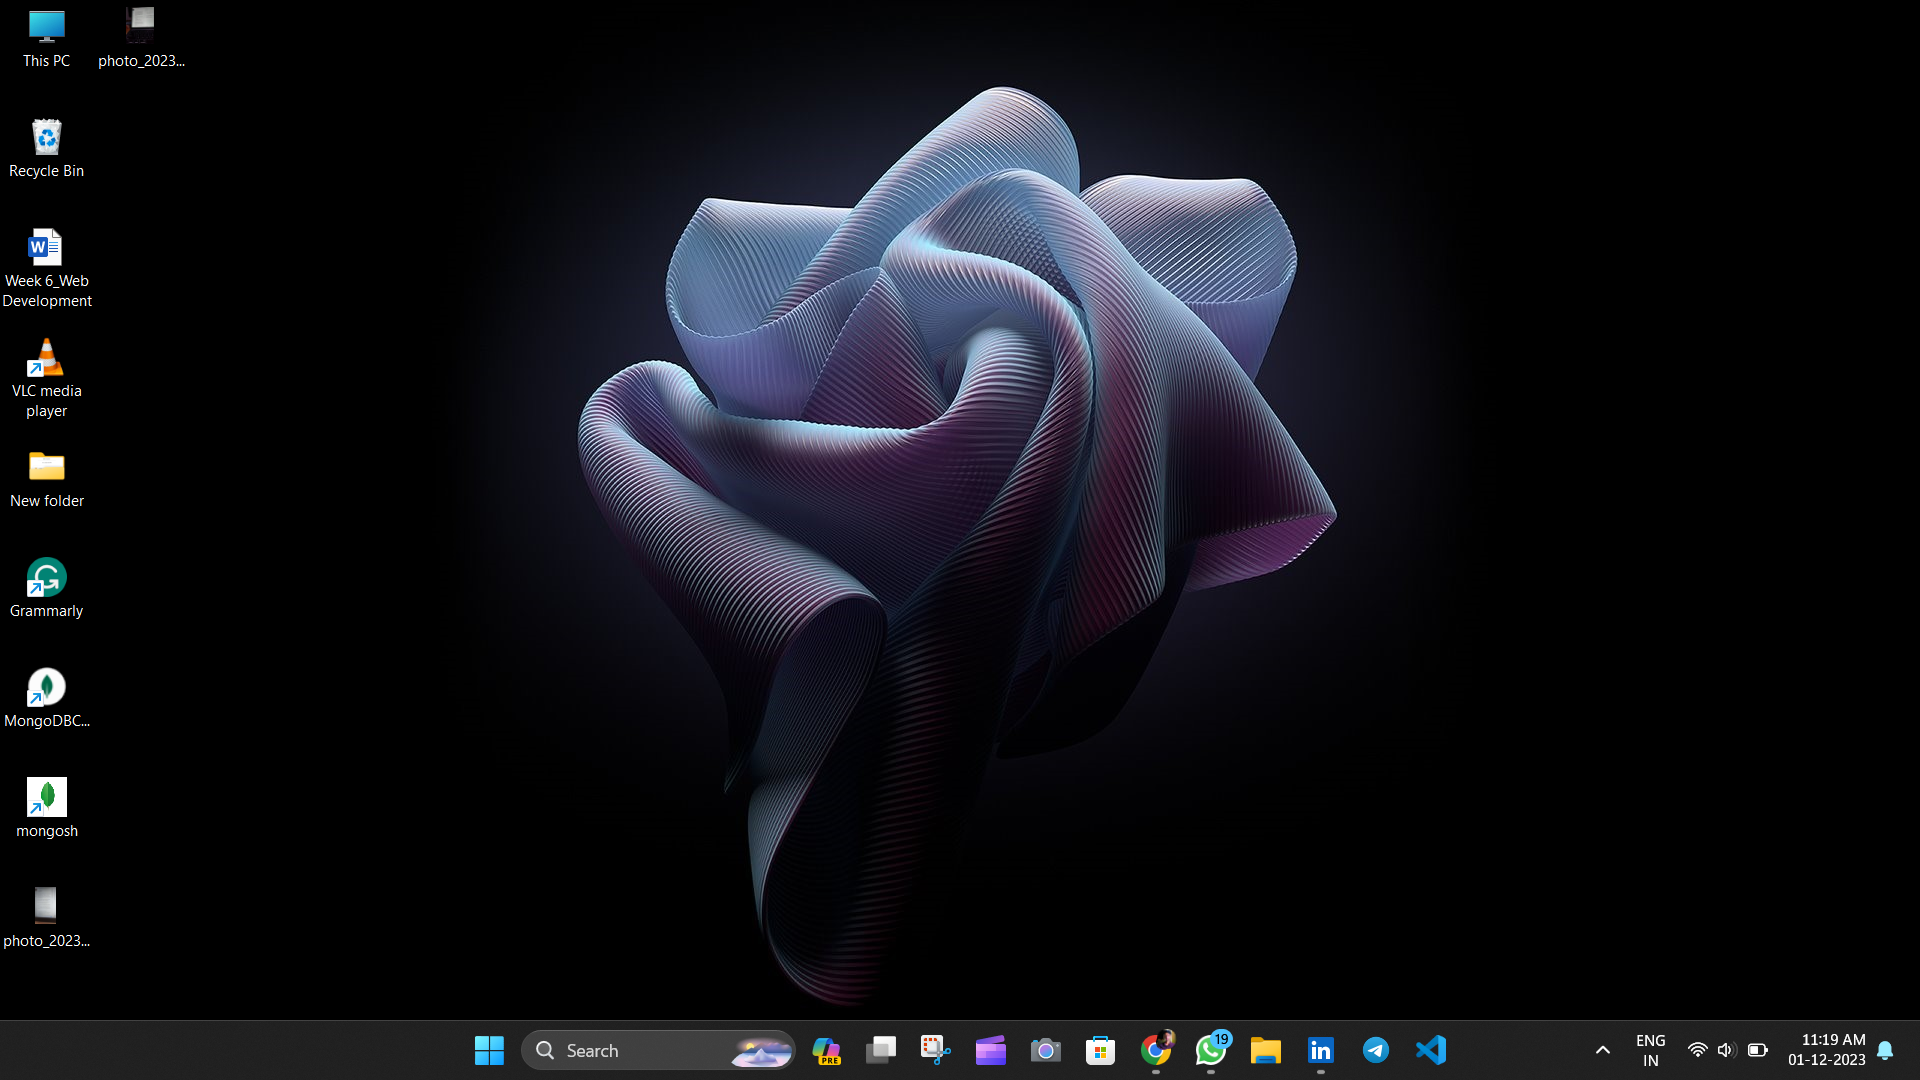 This PC
photo_2023...
Recycle Bin
Week 6_Web
Development
VLC media
player
New folder
Grammarly
MongoDBC...
mongosh
photo_2023...
Search
PRE
19
ENG
IN
11:19 AM
01-12-2023